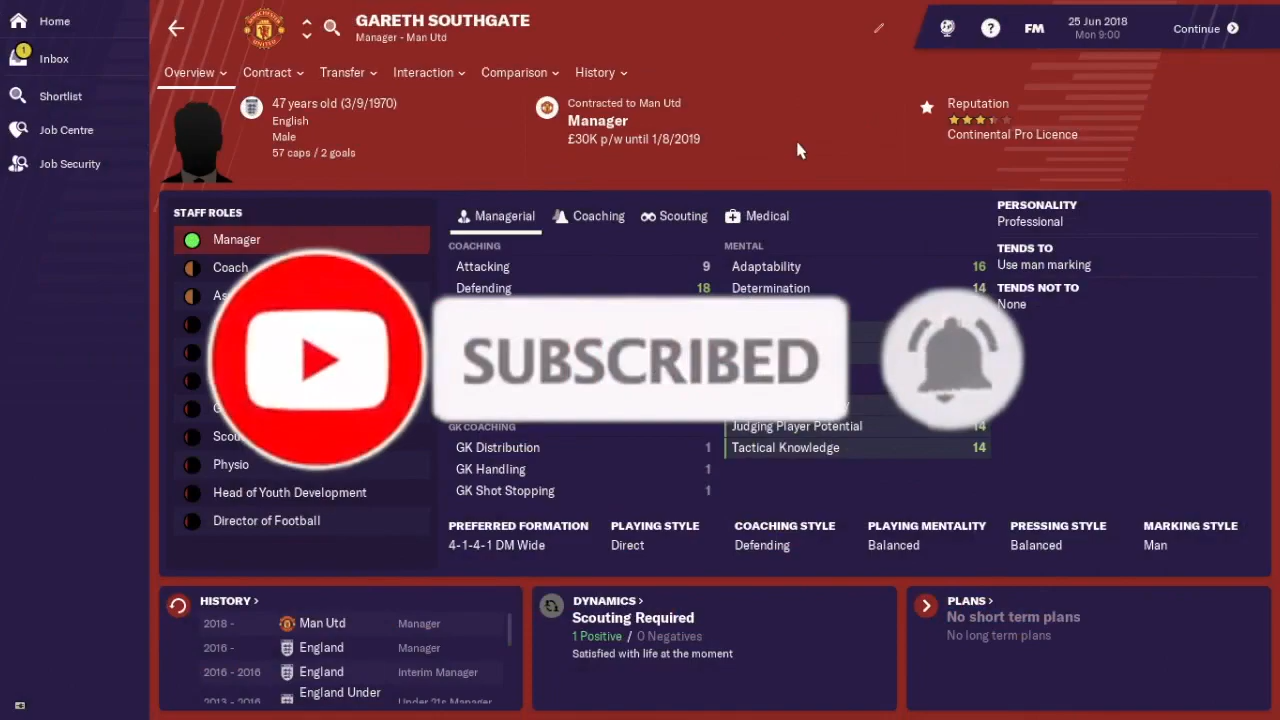 Home
Inbox
1
Shortlist
Job Centre
Job Security
GARETH SOUTHGATE
Manager - Man Utd
FM
25 Jun 2018
Mon 9:00
Continue
Overview
Contract
Transfer
Interaction
Comparison
History
47 years old (3/9/1970)
English
Male
57 caps / 2 goals
Contracted to Man Utd
Manager
£30K p/w until 1/8/2019
Reputation
Continental Pro Licence
STAFF ROLES
Manager
Coach
Physio
Head of Youth Development
Director of Football
Managerial
Coaching
Scouting
Medical
COACHING
Attacking 9
Defending 18
GK COACHING
GK Distribution 1
GK Handling 1
GK Shot Stopping 1
MENTAL
Adaptability 16
Determination 14
Judging Player Potential 14
Tactical Knowledge 14
PERSONALITY
Professional
TENDS TO
Use man marking
TENDS NOT TO
None
SUBSCRIBED
PREFERRED FORMATION
4-1-4-1 DM Wide
PLAYING STYLE
Direct
COACHING STYLE
Defending
PLAYING MENTALITY
Balanced
PRESSING STYLE
Balanced
MARKING STYLE
Man
HISTORY >
2018 - Man Utd Manager
2016 - England Manager
2016 - 2016 England Interim Manager
2013 - 2016 England Under Under 21s Manager
DYNAMICS >
Scouting Required
1 Positive / 0 Negatives
Satisfied with life at the moment
PLANS >
No short term plans
No long term plans